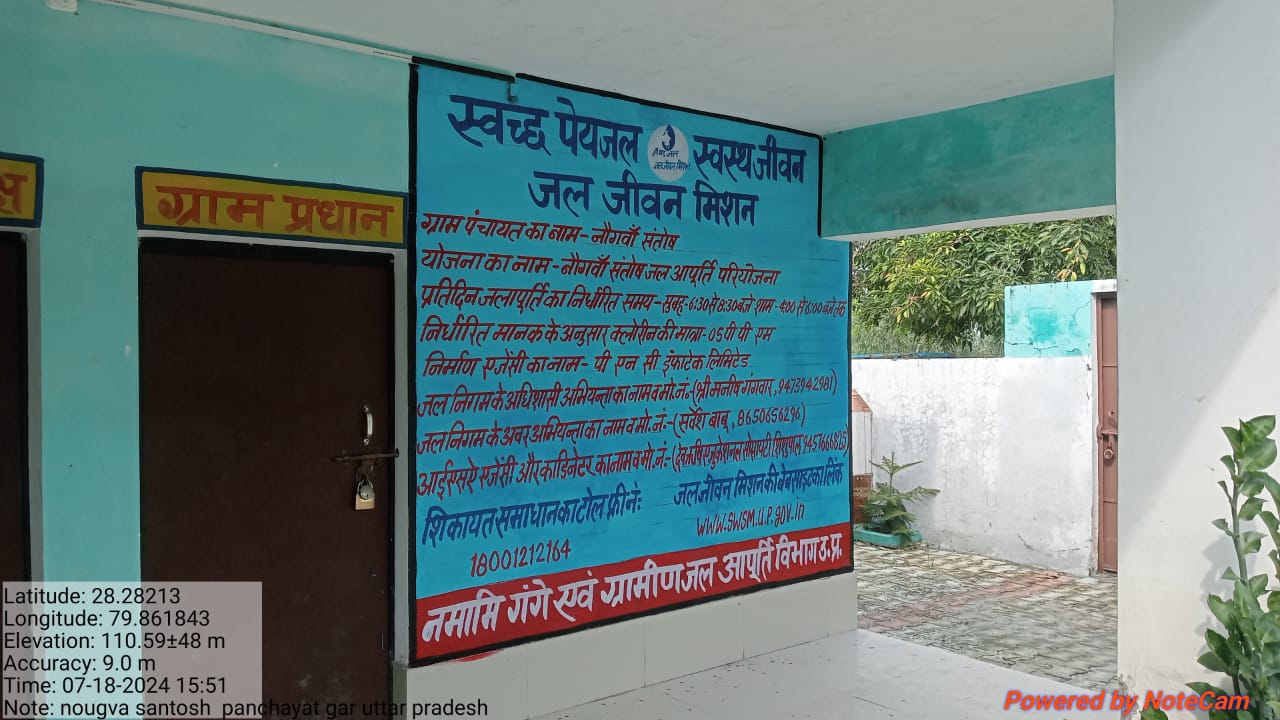 क्ष
ग्राम प्रधान
स्वच्छ पेयजल स्वस्थ जीवन
जल जीवन मिशन
ग्राम पंचायत का नाम - नौगवाँ संतोष
योजना का नाम - नौगवाँ संतोष जल आपूर्ति परियोजना
प्रतिदिन जलापूर्ति का निर्धारित समय - सुबह - 6:30 से 8:30 बजे शाम - 4:00 से 6:00 बजे तक
निर्धारित मानक के अनुसार क्लोरिन की मात्रा - 05 पी पी एम
निर्माण एजेंसी का नाम - पी एन सी इंफाटेक लिमिटेड
जल निगम के अधिशासी अभियन्ता का नाम व मो. नं:- (श्री मनीष गंगवार, 9473942981)
जल निगम के अवर अभियन्ता का नाम व मो. नं:- (सर्वेश बाबू, 8650656296)
आई एस ऐ एजेंसी और काडिनेटर का नाम व मो. नं:- (एजुकेशनल सोसायटी शिशुपाल, 9457666825)
शिकायत समाधान का टोल फ्री नं:
18001212164
जल जीवन मिशन की वेबसाइट का लिंक
www.swsm.u.p.gov.in
नमामि गंगे एवं ग्रामीण जल आपूर्ति विभाग उ.प्र.
Latitude: 28.28213
Longitude: 79.861843
Elevation: 110.59±48 m
Accuracy: 9.0 m
Time: 07-18-2024 15:51
Note: nougva santosh panchayat gar uttar pradesh
Powered by NoteCam